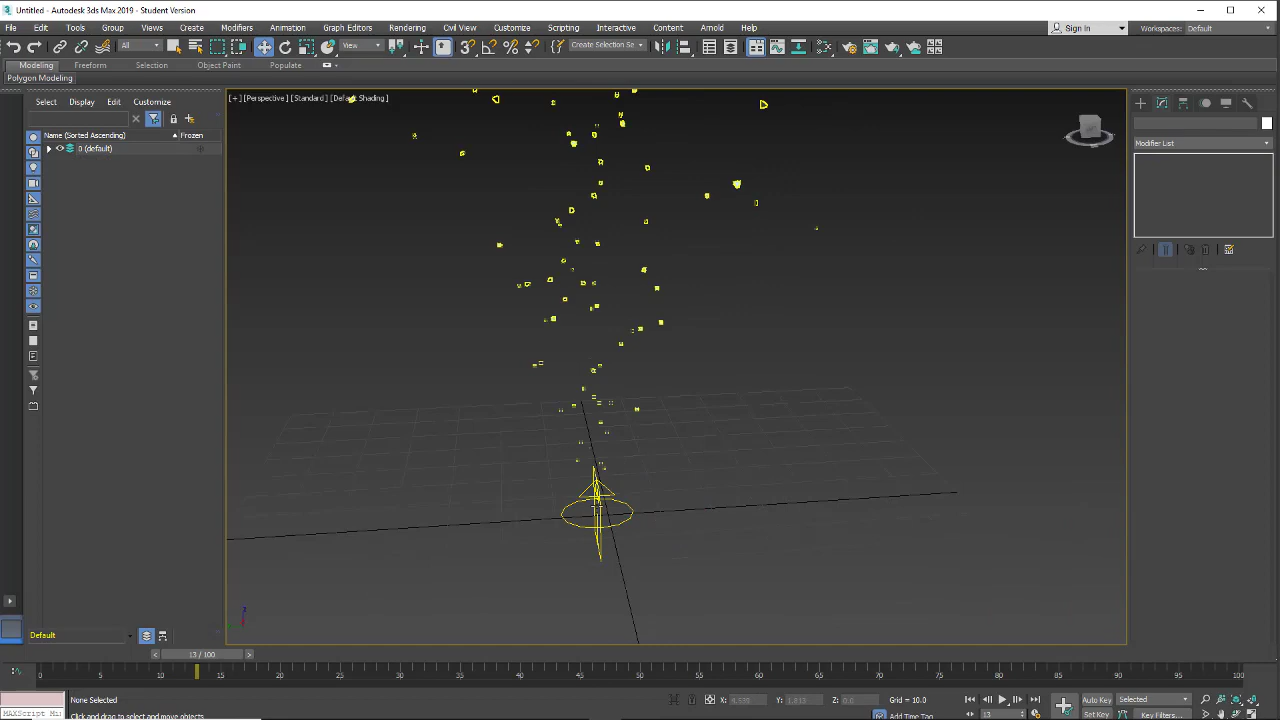 Untitled - Autodesk 3ds Max 2019 - Student Version
File Edit Tools Group Views Create Modifiers Animation Graph Editors Rendering Civil View Customize Scripting Interactive Content Arnold Help Sign In Workspaces: Default
All View Create Selection Se
Modeling Freeform Selection Object Paint Populate
Polygon Modeling
[+] [Perspective] [Standard] [Default Shading]
Select Display Edit Customize
Name (Sorted Ascending) Frozen
0 (default)
Modifier List
Default
13 / 100
0 5 10 15 20 25 30 35 40 45 50 55 60 65 70 75 80 85 90 95 100
None Selected Grid = 10.0 Auto Key Selected
MAXScript Mi Click and drag to select and move objects Add Time Tag 13 Set Key Key Filters...